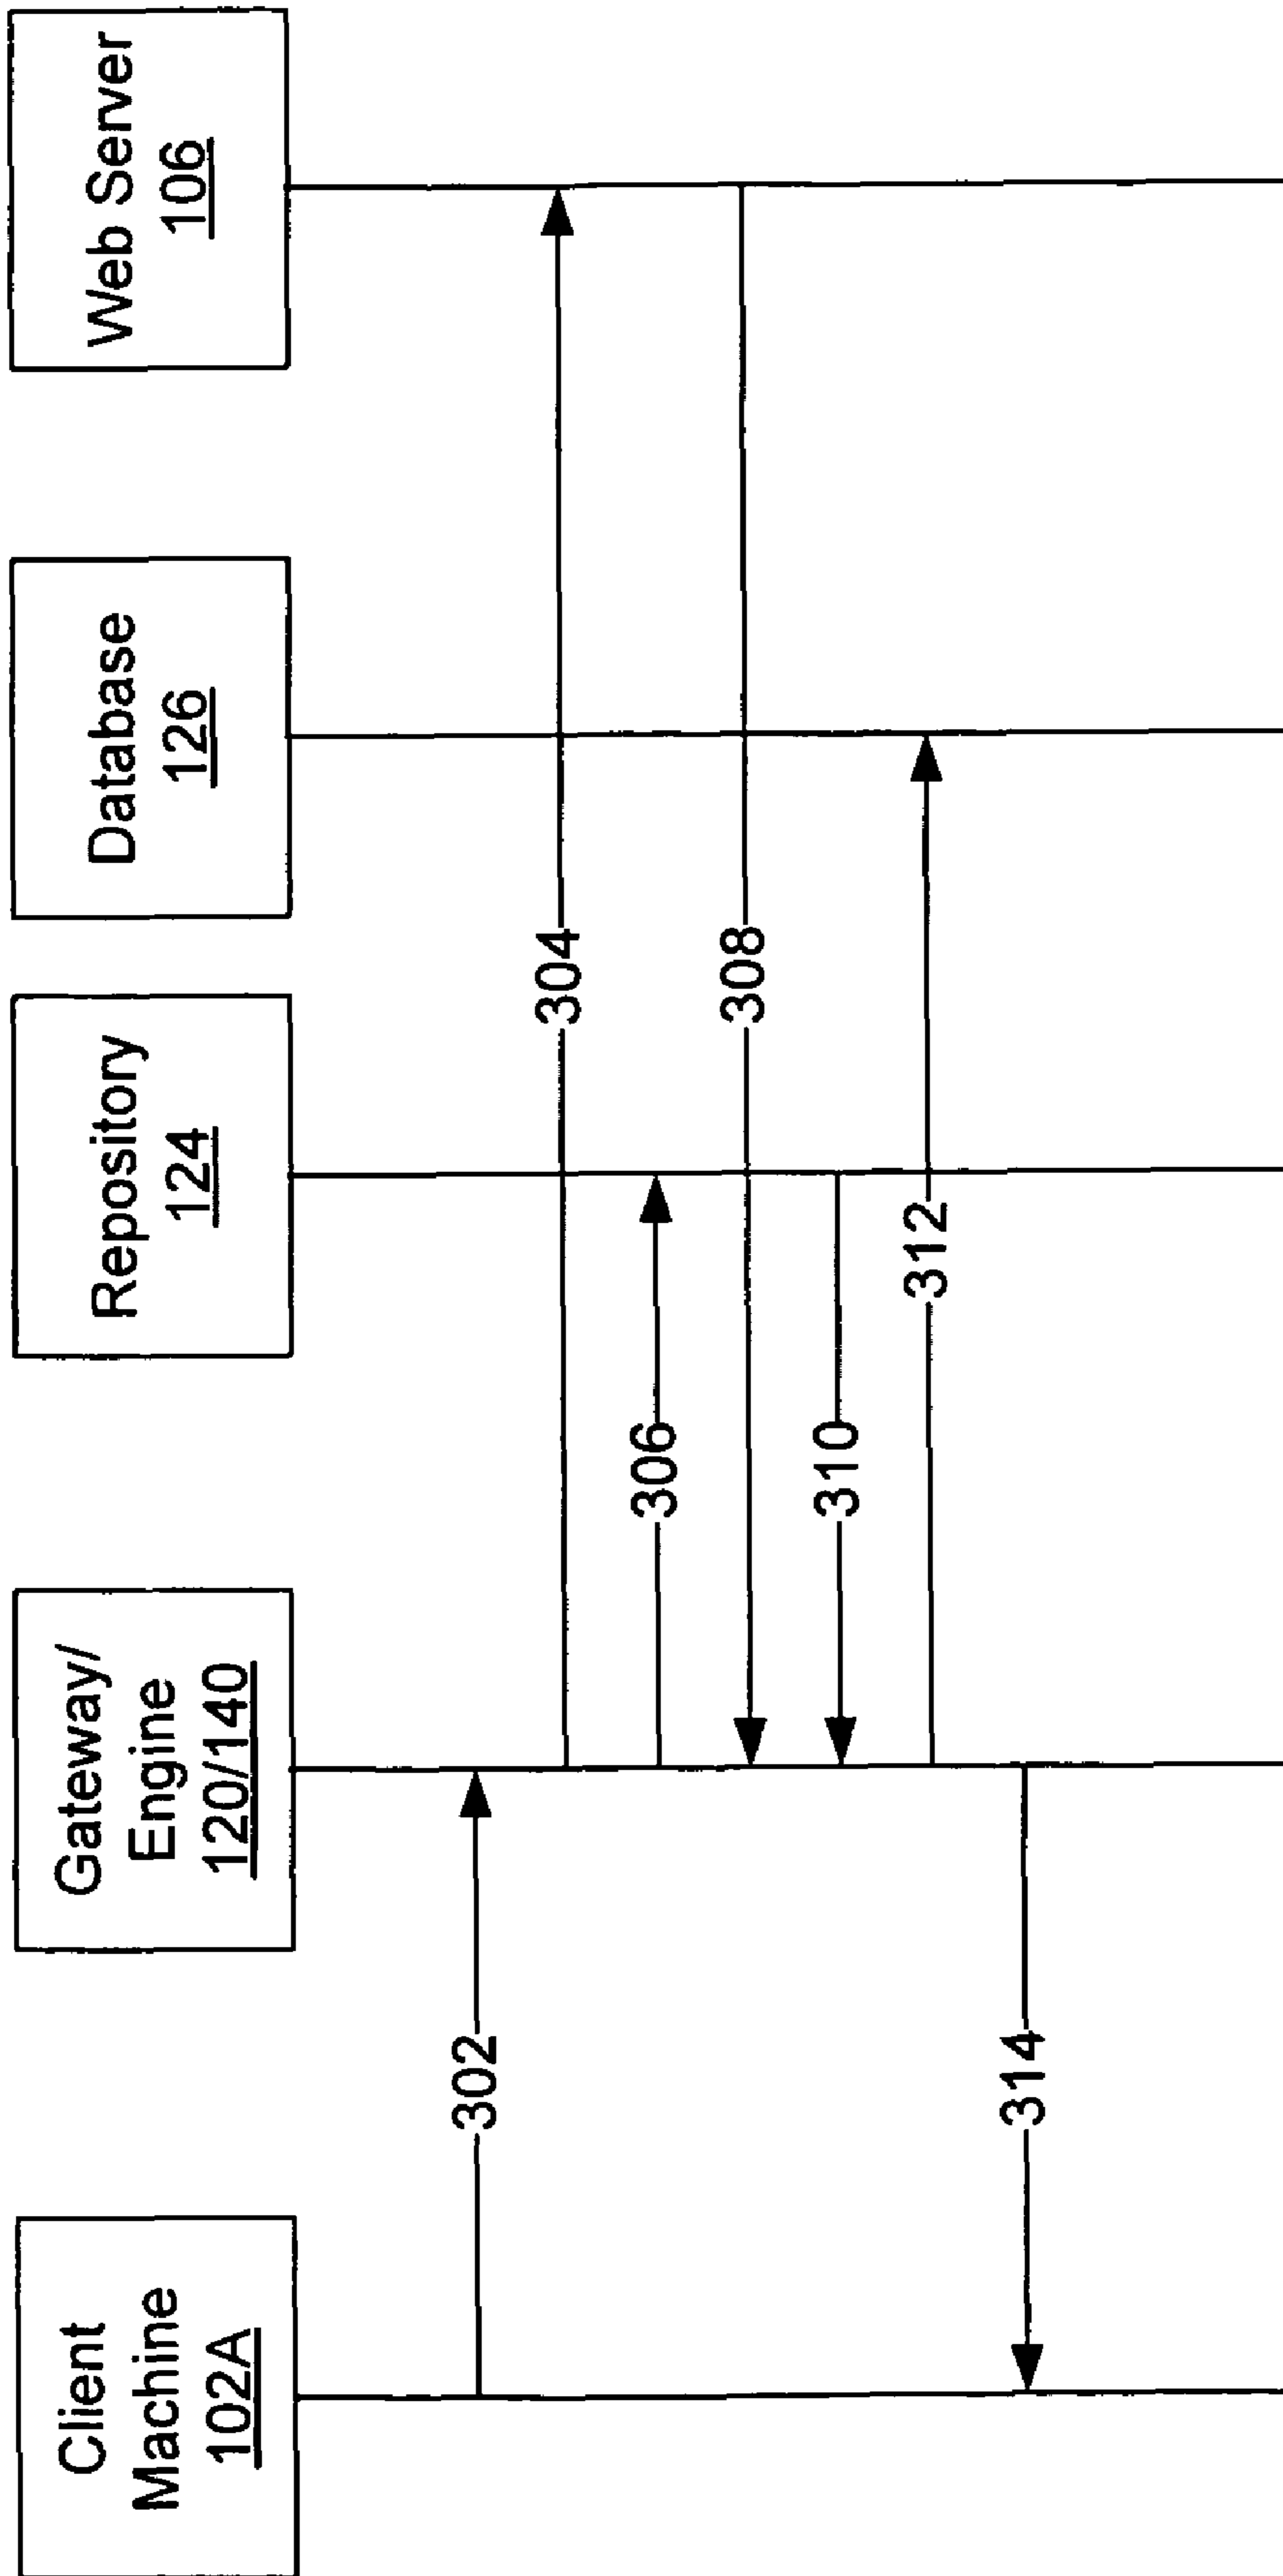 Client
Machine
102A
Gateway/
Engine
120/140
Repository
124
Database
126
Web Server
106
302
304
306
308
310
312
314